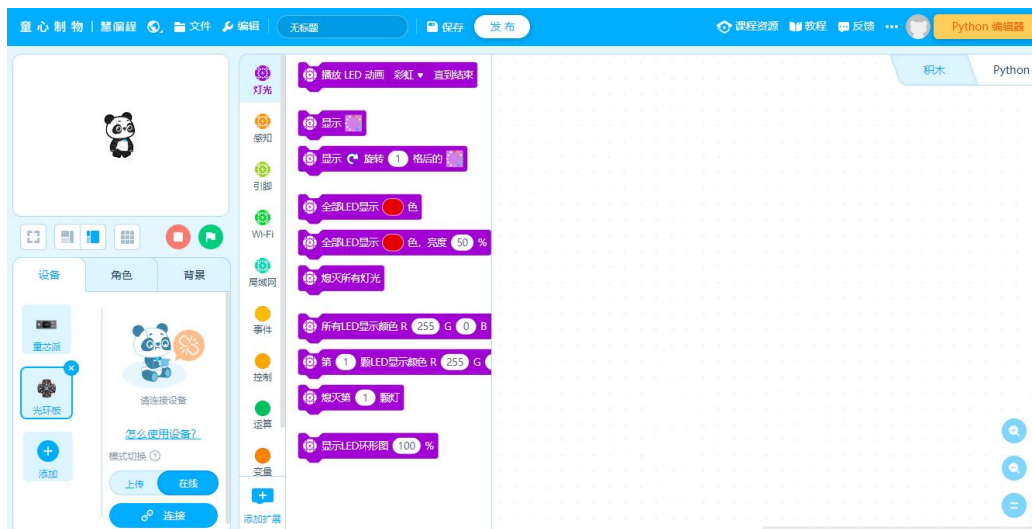 童心制物 | 慧编程 文件 编辑 无标题 保存 发布 课程资源 教程 反馈 ··· Python 编辑器
积木 Python
灯光
感知
引脚
Wi-Fi
局域网
事件
控制
运算
变量
添加扩展
播放 LED 动画 彩虹 直到结束
显示
显示 旋转 1 格后的
全部LED显示 色
全部LED显示 色，亮度 50 %
熄灭所有灯光
所有LED显示颜色 R 255 G 0 B
第 1 颗LED显示颜色 R 255 G
熄灭第 1 颗灯
显示LED环形图 100 %
设备 角色 背景
童芯派
光环板
添加
请连接设备
怎么使用设备?
模式切换 ?
上传 在线
连接